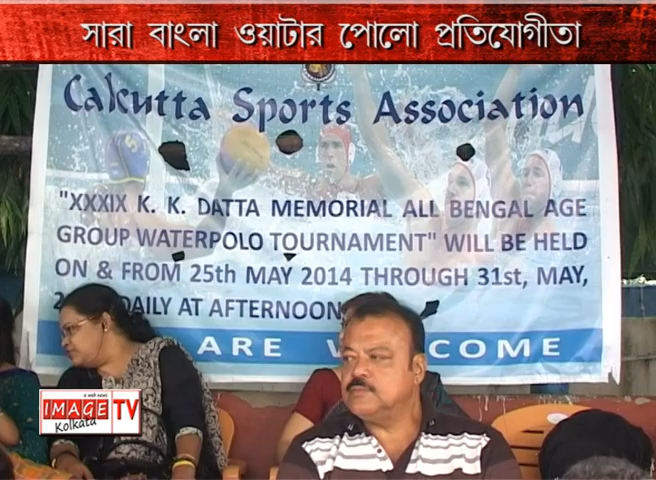 সারা বাংলা ওয়াটার পোলো প্রতিযোগীতা
Calcutta Sports Association
"XXXIX K. K. DATTA MEMORIAL ALL BENGAL AGE
GROUP WATERPOLO TOURNAMENT" WILL BE HELD
ON & FROM 25th MAY 2014 THROUGH 31st, MAY,
DAILY AT AFTERNOON
ARE
IMAGE TV
Kolkata